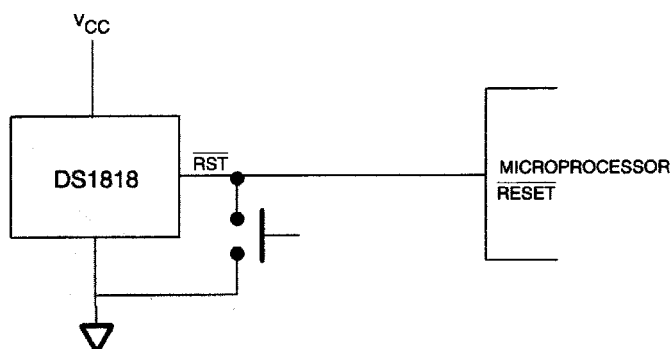 VCC
DS1818
RST
MICROPROCESSOR
RESET